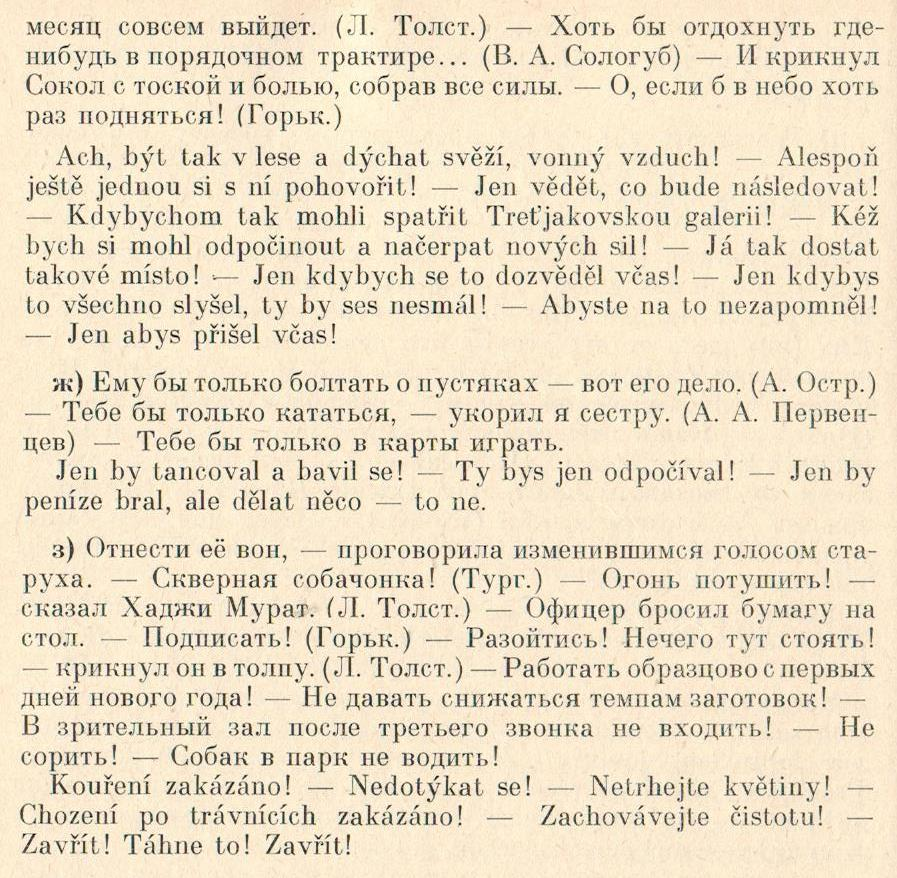 месяц совсем выйдет. (Л. Толст.) — Хоть бы отдохнуть где-
нибудь в порядочном трактире... (В. А. Сологуб) — И крикнул
Сокол с тоской и болью, собрав все силы. — О, если б в небо хоть
раз подняться! (Горьк.)
Ach, být tak v lese a dýchat svěží, vonný vzduch! — Alespoň
ještě jednou si s ní pohovořit! — Jen vědět, co bude následovat!
— Kdybychom tak mohli spatřit Treťjakovskou galerii! — Kéž
bych si mohl odpočinout a načerpat nových sil! — Já tak dostat
takové místo! — Jen kdybych se to dozvěděl včas! — Jen kdybys
to všechno slyšel, ty by ses nesmál! — Abyste na to nezapomněl!
— Jen abys přišel včas!
ж) Ему бы только болтать о пустяках — вот его дело. (А. Остр.)
— Тебе бы только кататься, — укорил я сестру. (А. А. Первен-
цев) — Тебе бы только в карты играть.
Jen by tancoval a bavil se! — Ty bys jen odpočíval! — Jen by
peníze bral, ale dělat něco — to ne.
з) Отнести её вон, — проговорила изменившимся голосом ста-
руха. — Скверная собачонка! (Тург.) — Огонь потушить! —
сказал Хаджи Мурат. (Л. Толст.) — Офицер бросил бумагу на
стол. — Подписать! (Горьк.) — Разойтись! Нечего тут стоять!
— крикнул он в толпу. (Л. Толст.) — Работать образцово с первых
дней нового года! — Не давать снижаться темпам заготовок! —
В зрительный зал после третьего звонка не входить! — Не
сорить! — Собак в парк не водить!
Kouření zakázáno! — Nedotýkat se! — Netrhejte květiny! —
Chození po trávnících zakázáno! — Zachovávejte čistotu! —
Zavřít! Táhne to! Zavřít!